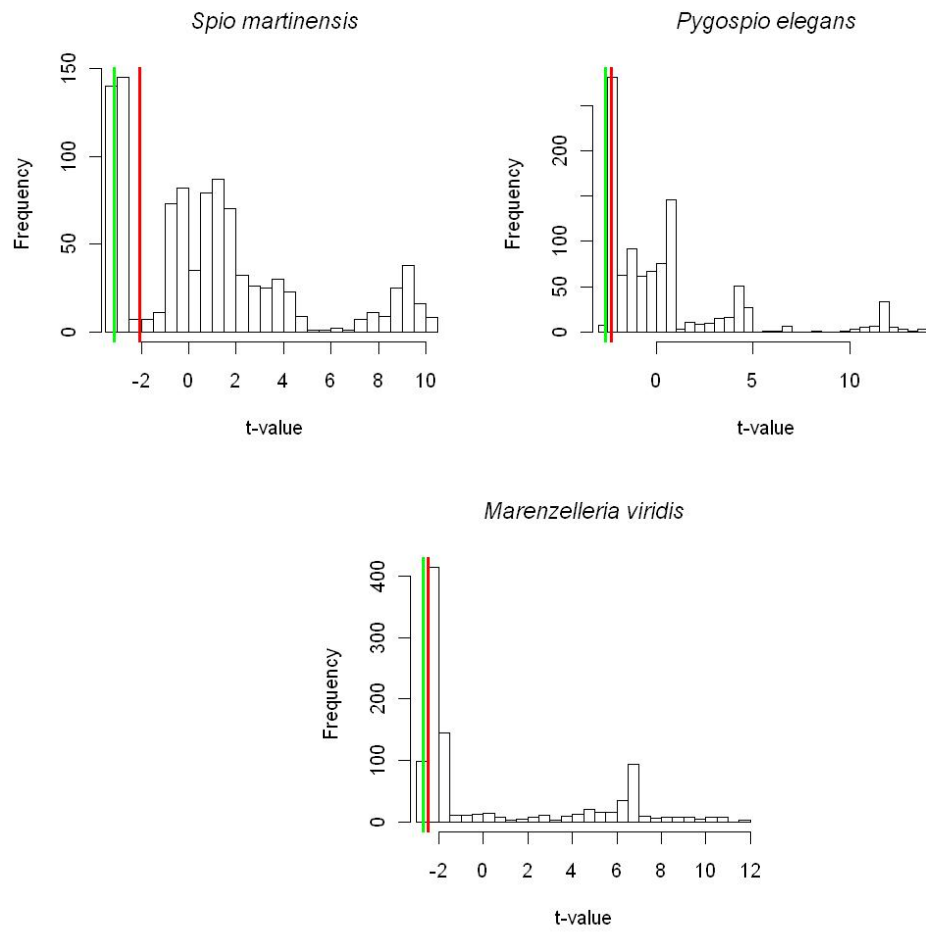 Spio martinensis
Frequency
150
100
50
0
-2 0 2 4 6 8 10
t-value
Pygospio elegans
Frequency
200
100
50
0
0 5 10
t-value
Marenzelleria viridis
Frequency
400
300
200
100
0
-2 0 2 4 6 8 10 12
t-value